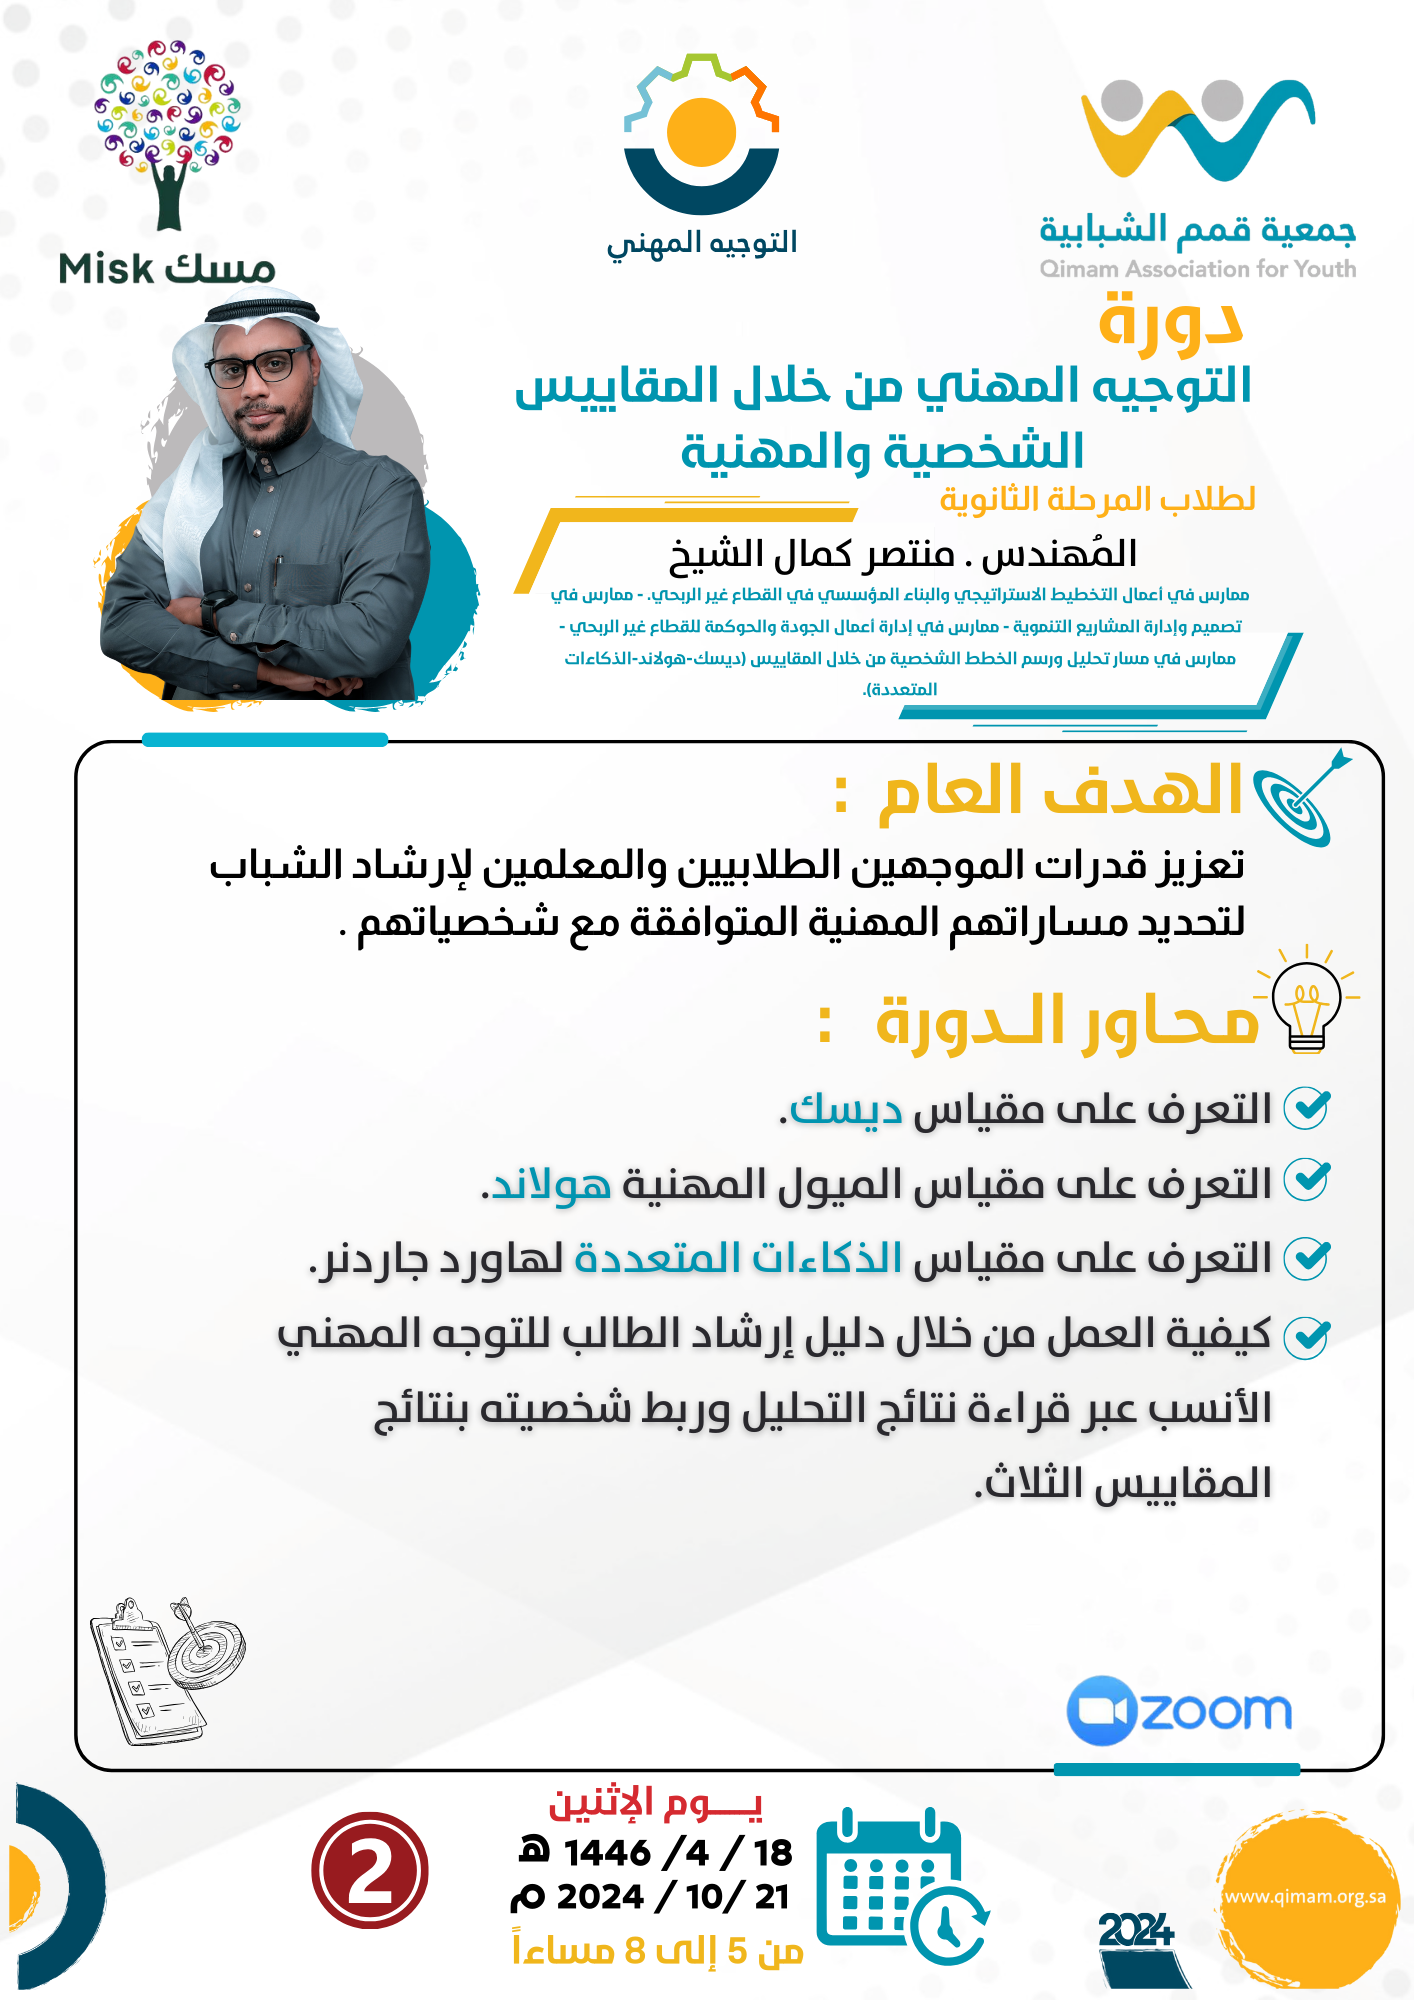 مسك Misk
التوجيه المهني
جمعية قمم الشبابية
Qimam Association for Youth
دورة
التوجيه المهني من خلال المقاييس
الشخصية والمهنية
لطلاب المرحلة الثانوية
المُهندس . منتصر كمال الشيخ
ممارس في أعمال التخطيط الاستراتيجي والبناء المؤسسي في القطاع غير الربحي. - ممارس في
تصميم وإدارة المشاريع التنموية - ممارس في إدارة أعمال الجودة والحوكمة للقطاع غير الربحي -
ممارس في مسار تحليل ورسم الخطط الشخصية من خلال المقاييس (ديسك-هولاند-الذكاءات
المتعددة).
الهدف العام :
تعزيز قدرات الموجهين الطلابيين والمعلمين لإرشاد الشباب
لتحديد مساراتهم المهنية المتوافقة مع شخصياتهم .
محاور الدورة :
التعرف على مقياس ديسك.
التعرف على مقياس الميول المهنية هولاند.
التعرف على مقياس الذكاءات المتعددة لهاورد جاردنر.
كيفية العمل من خلال دليل إرشاد الطالب للتوجه المهني
الأنسب عبر قراءة نتائج التحليل وربط شخصيته بنتائج
المقاييس الثلاث.
zoom
يـــوم الإثنين
18 / 4/ 1446 هـ
21 /10 / 2024 م
من 5 إلى 8 مساءاً
2
2024
www.qimam.org.sa